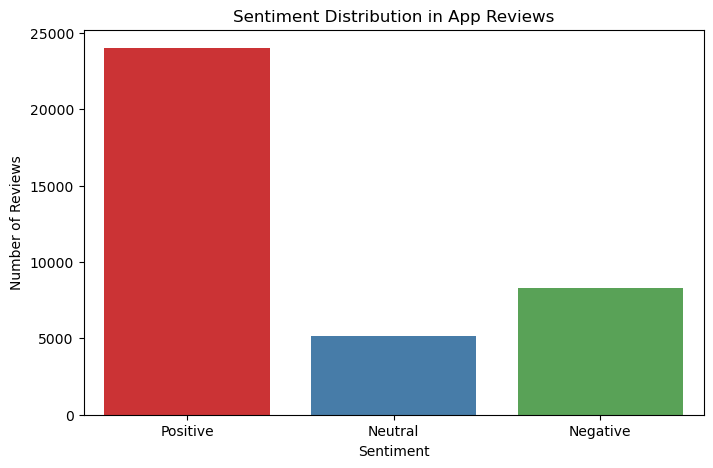 Sentiment Distribution in App Reviews
25000
20000
15000
10000
5000
0
Number of Reviews
Positive
Neutral
Negative
Sentiment